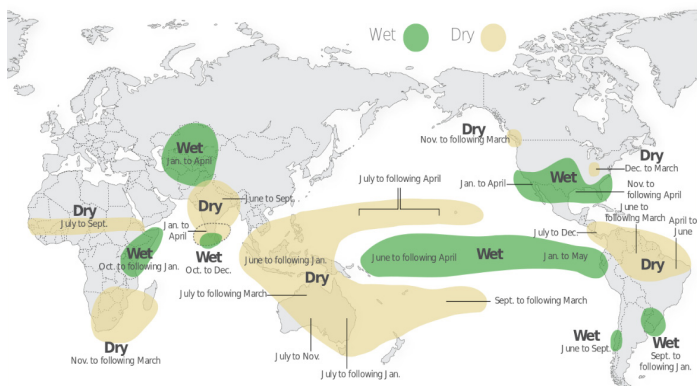 Wet
Dry
Dry
Nov. to following March
Dry
Dec. to March
Wet
Jan. to April
Wet
Jan. to April
Nov. to
following April
July to following April
June to
following March
April to
June
Dry
June to Sept.
Dry
July to Sept.
Jan. to
April
Wet
Oct. to Dec.
Wet
Oct. to following Jan.
July to Dec.
June to following Jan.
Dry
June to following April
Wet
Jan. to May
Dry
July to following March
Sept. to following March
Dry
Nov. to following March
July to Nov.
July to following Jan.
Wet
June to Sept.
Wet
Sept. to
following Jan.